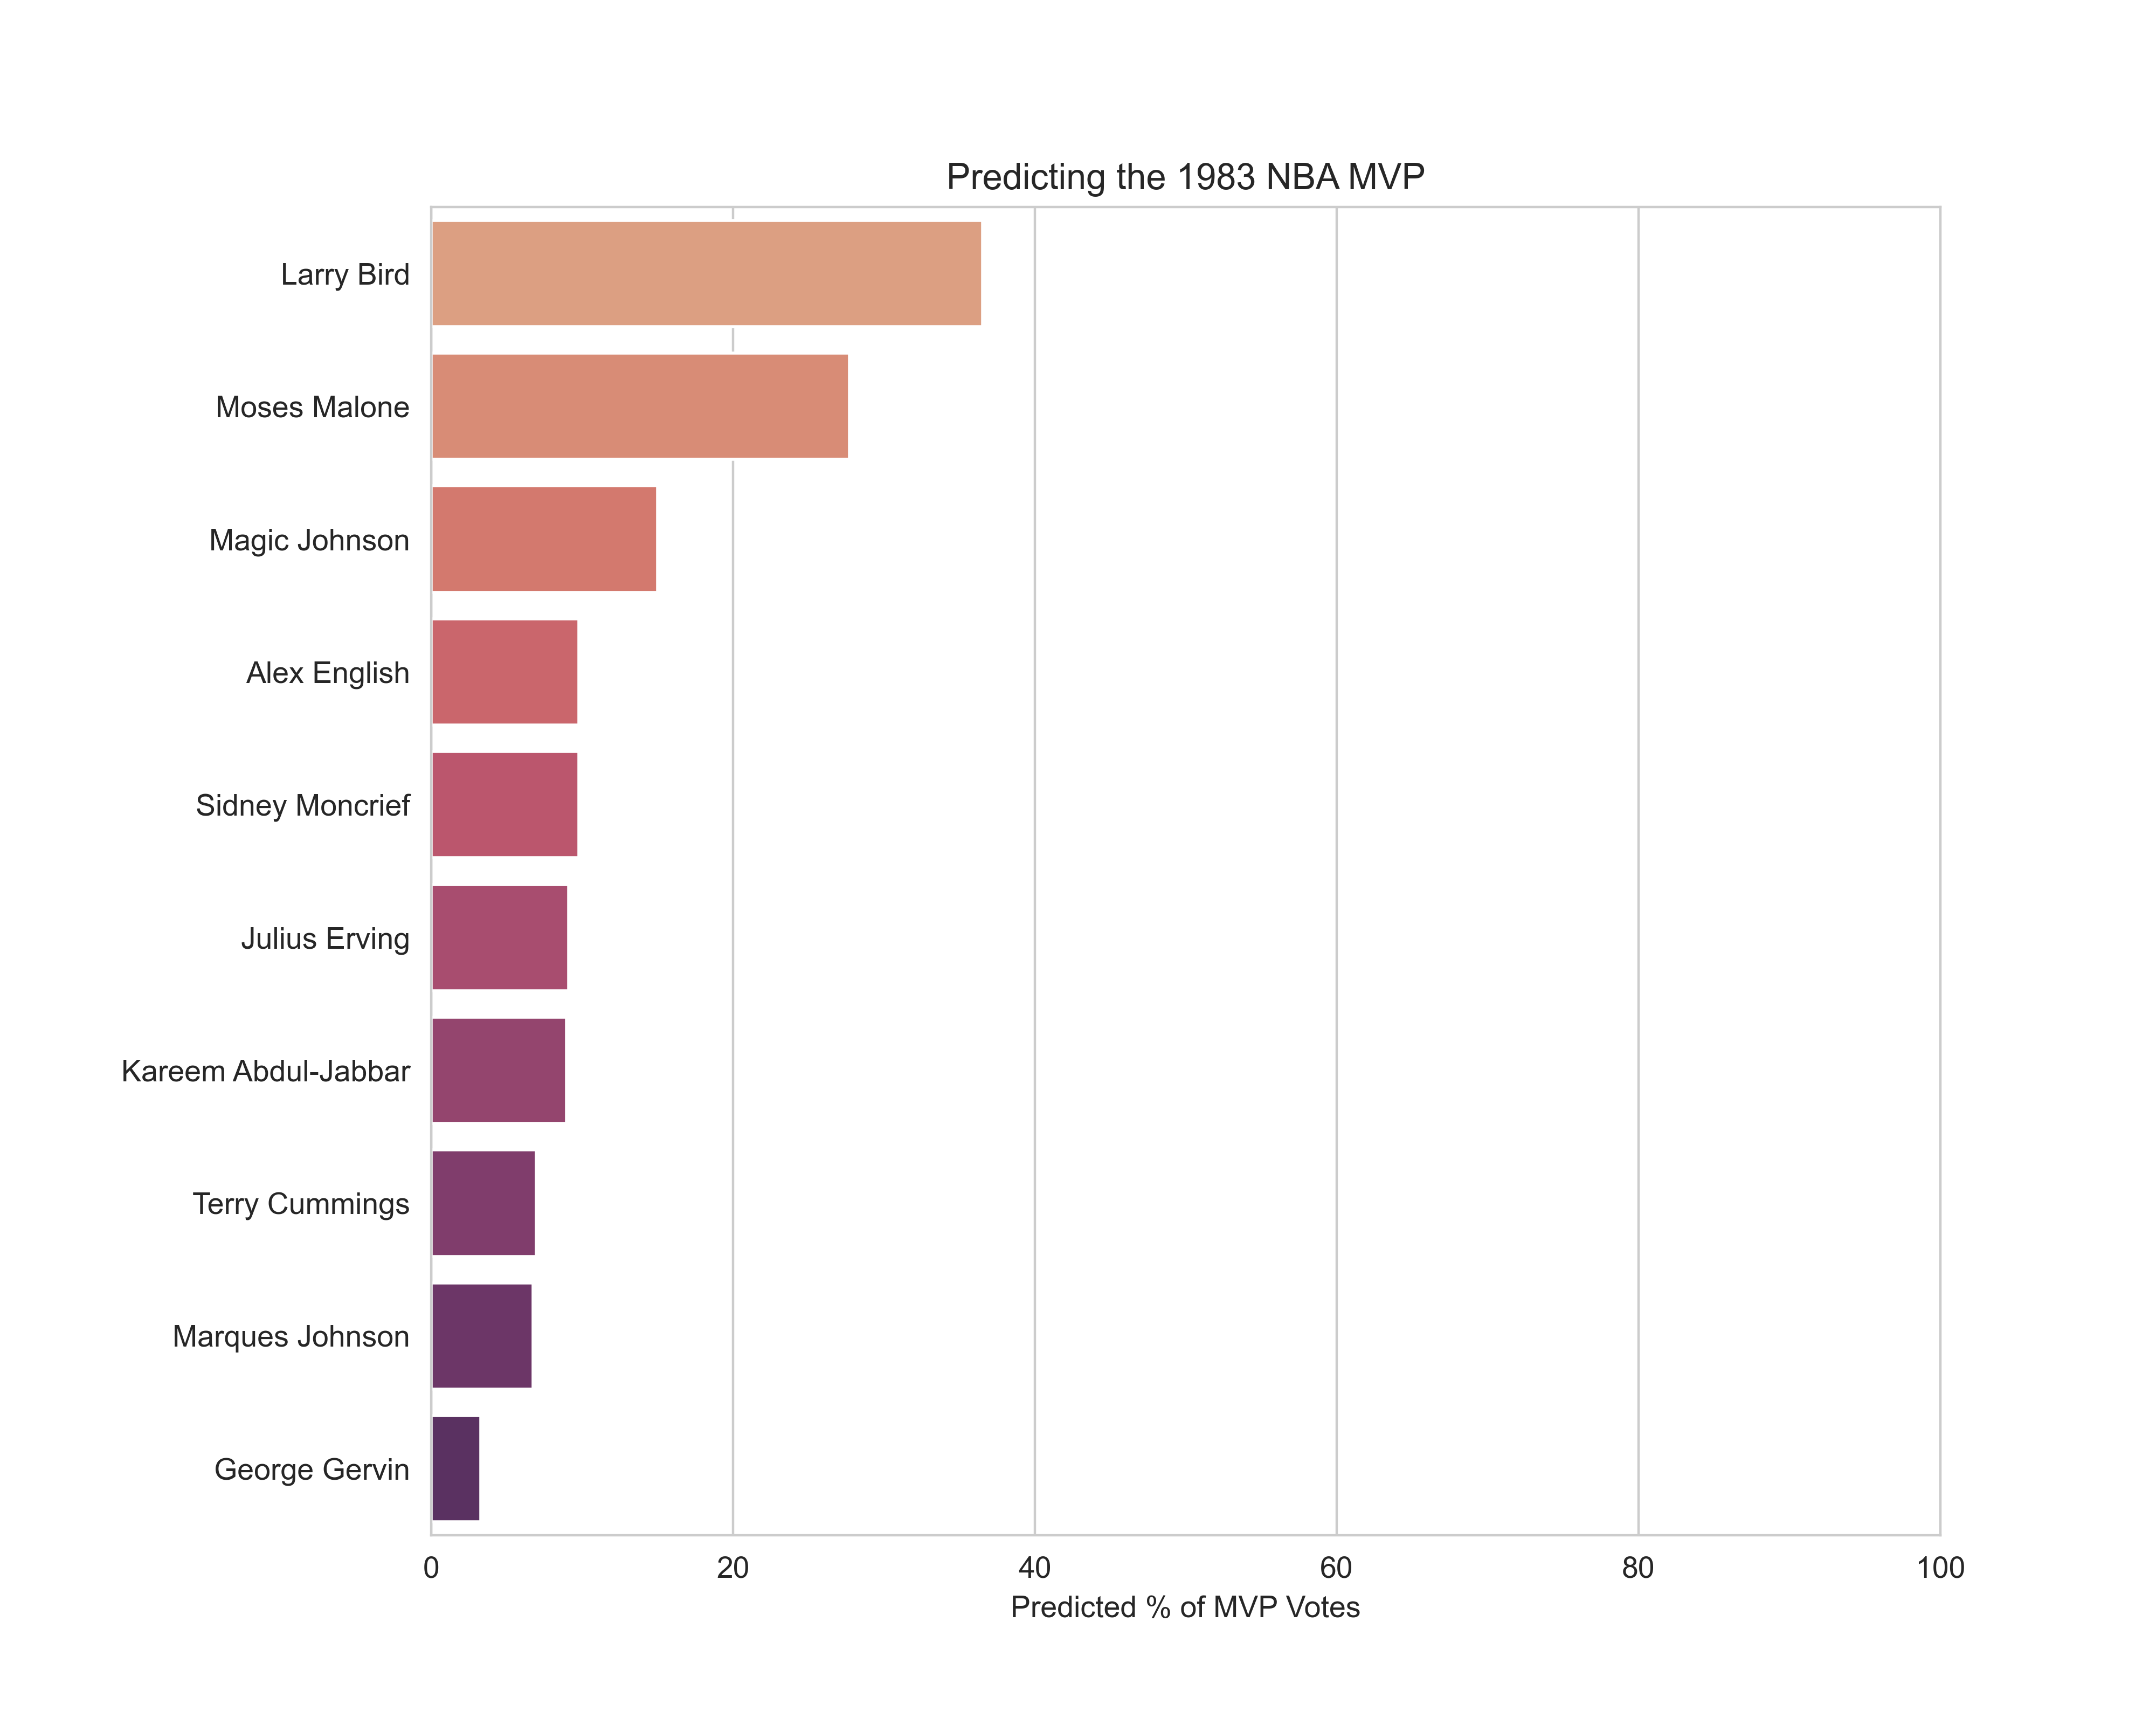 Predicting the 1983 NBA MVP
Larry Bird
Moses Malone
Magic Johnson
Alex English
Sidney Moncrief
Julius Erving
Kareem Abdul-Jabbar
Terry Cummings
Marques Johnson
George Gervin
0 20 40 60 80 100
Predicted % of MVP Votes